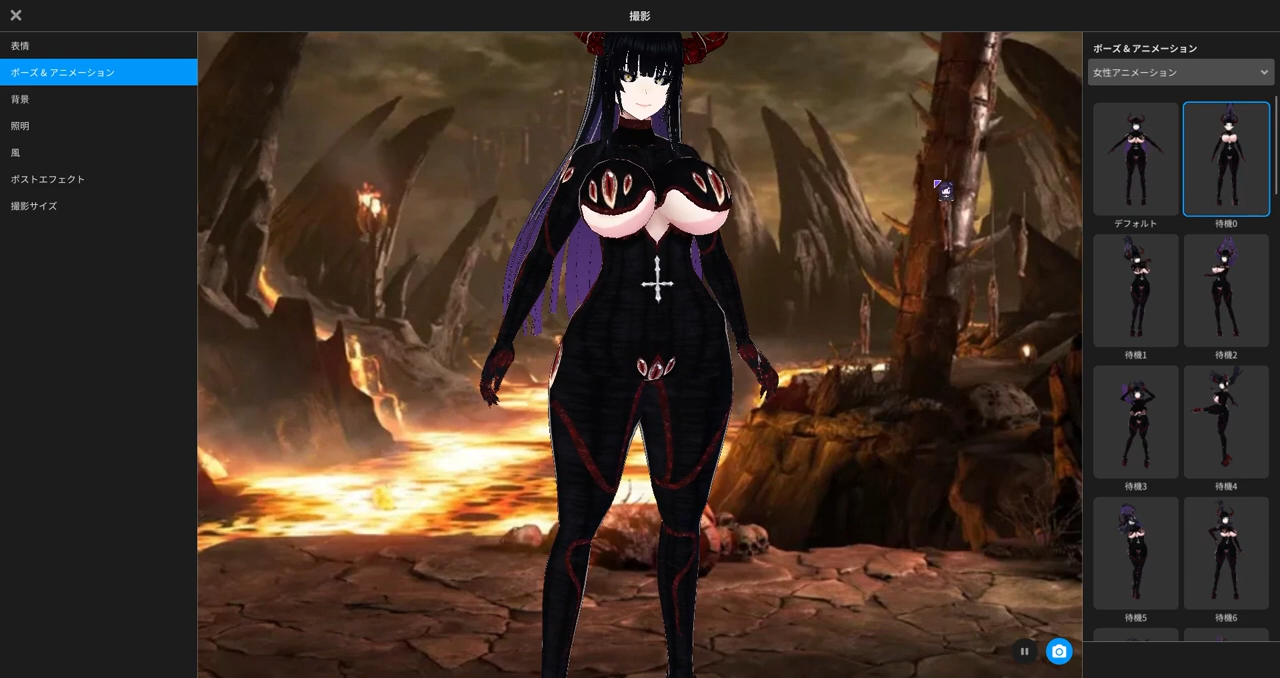 撮影
表情
ポーズ & アニメーション
背景
照明
風
ポストエフェクト
撮影サイズ
ポーズ & アニメーション
女性アニメーション
デフォルト
待機0
待機1
待機2
待機3
待機4
待機5
待機6